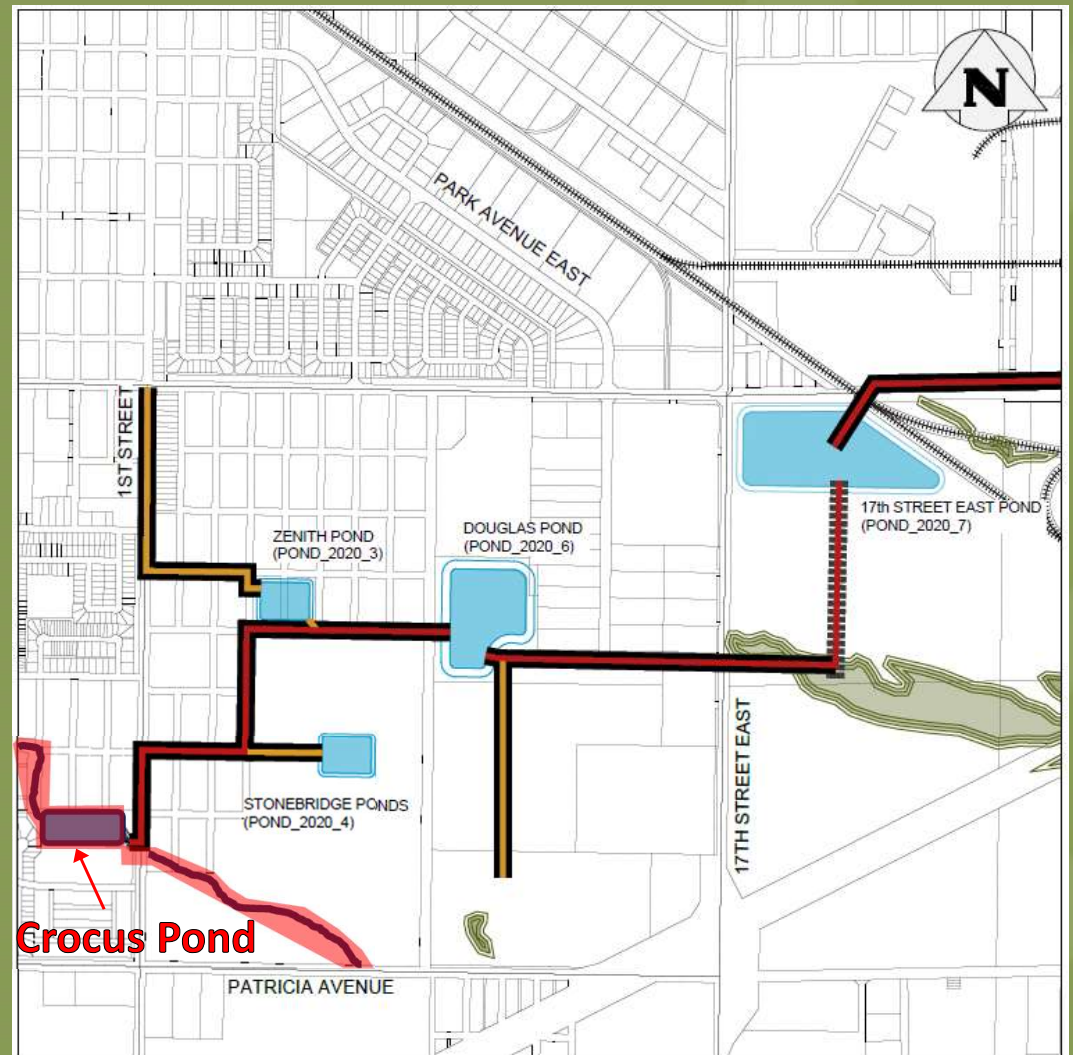 N
PARK AVENUE EAST
1ST STREET
ZENITH POND
(POND_2020_3)
DOUGLAS POND
(POND_2020_6)
17th STREET EAST POND
(POND_2020_7)
17TH STREET EAST
STONEBRIDGE PONDS
(POND_2020_4)
Crocus Pond
PATRICIA AVENUE